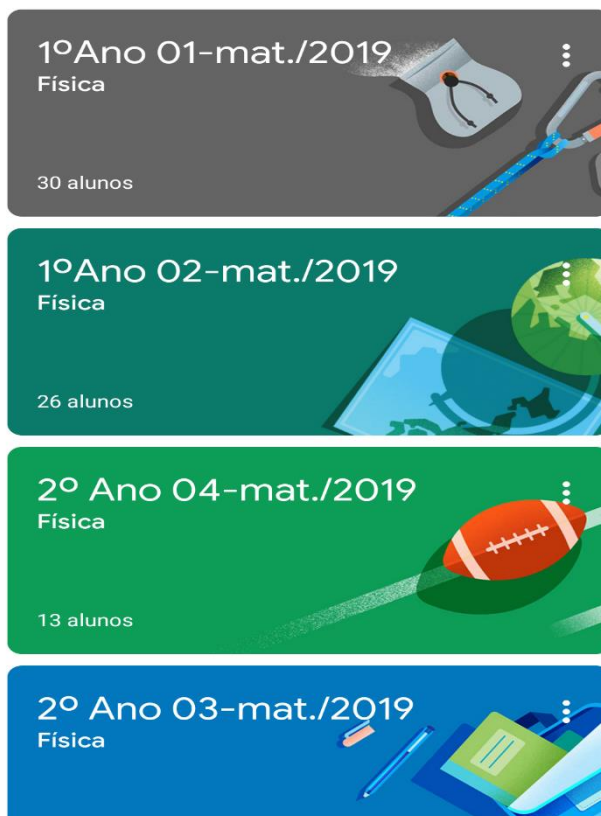 1ºAno 01-mat./2019
Física
30 alunos
1ºAno 02-mat./2019
Física
26 alunos
2º Ano 04-mat./2019
Física
13 alunos
2º Ano 03-mat./2019
Física